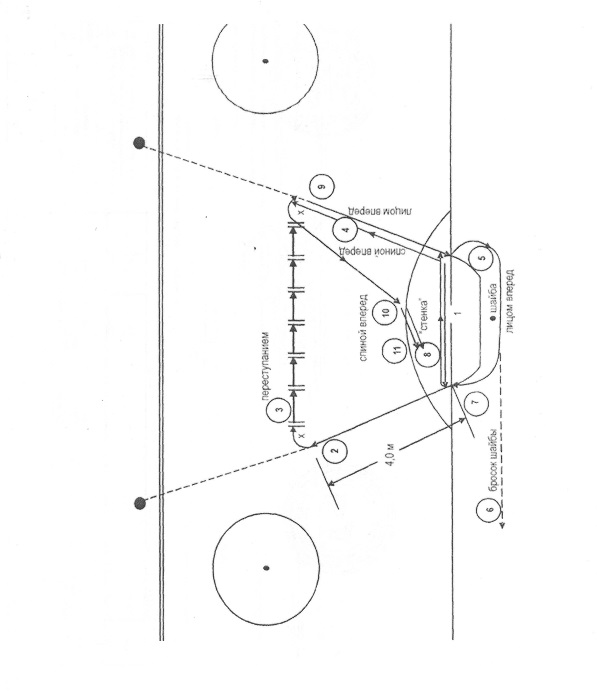 9
лицом вперед
4
спиной вперед
5
10
спиной вперед
"стенка"
1
шайба
лицом вперед
11
8
переступанием
3
х
х
7
2
4,0 м
6
бросок шайбы